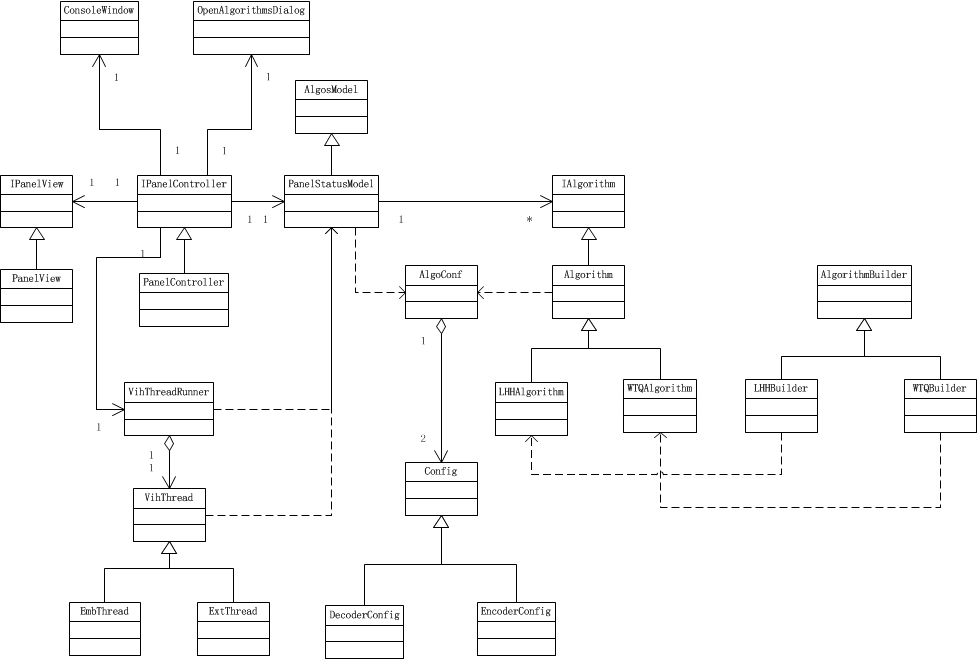 ConsoleWindow
OpenAlgorithmsDialog
1
1
AlgosModel
1
1
IPanelView
1
1
IPanelController
PanelStatusModel
IAlgorithm
1
1
1
*
1
PanelView
PanelController
AlgoConf
Algorithm
AlgorithmBuilder
1
VihThreadRunner
LHHAlgorithm
WTQAlgorithm
LHHBuilder
WTQBuilder
1
1
1
2
Config
VihThread
EmbThread
ExtThread
DecoderConfig
EncoderConfig